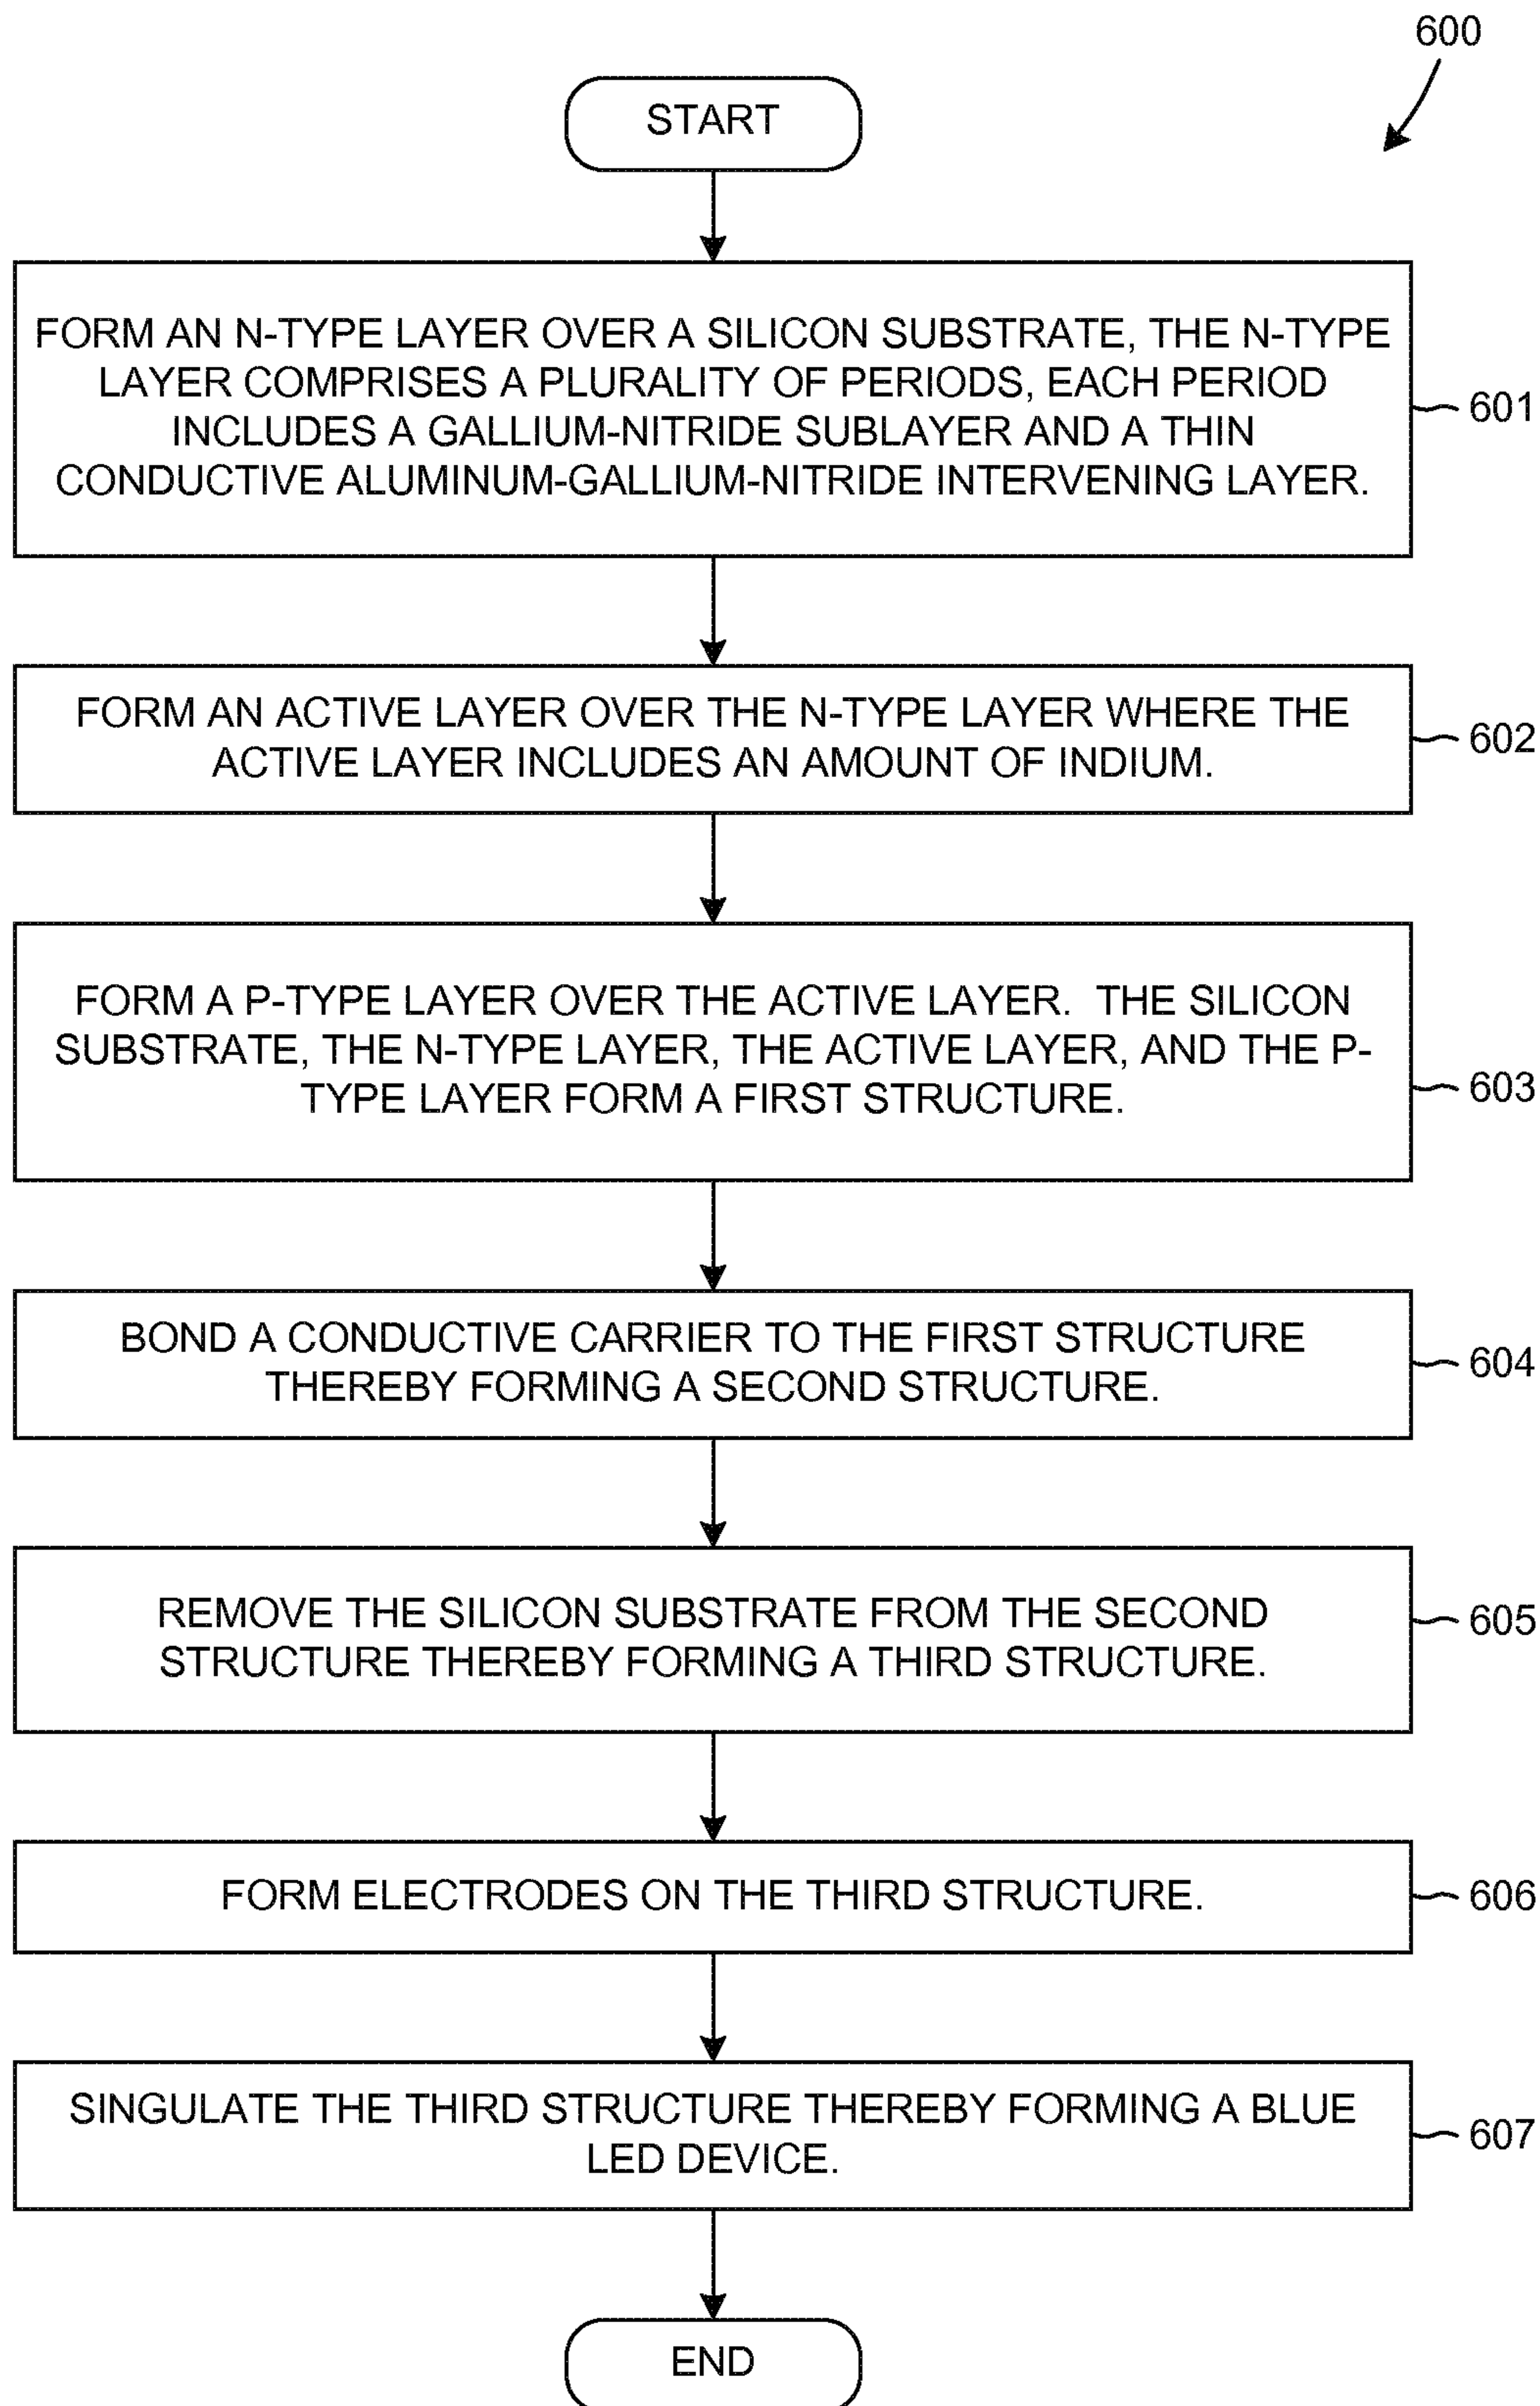 600
START
FORM AN N-TYPE LAYER OVER A SILICON SUBSTRATE, THE N-TYPE
LAYER COMPRISES A PLURALITY OF PERIODS, EACH PERIOD
INCLUDES A GALLIUM-NITRIDE SUBLAYER AND A THIN
CONDUCTIVE ALUMINUM-GALLIUM-NITRIDE INTERVENING LAYER.
601
FORM AN ACTIVE LAYER OVER THE N-TYPE LAYER WHERE THE
ACTIVE LAYER INCLUDES AN AMOUNT OF INDIUM.
602
FORM A P-TYPE LAYER OVER THE ACTIVE LAYER. THE SILICON
SUBSTRATE, THE N-TYPE LAYER, THE ACTIVE LAYER, AND THE P-
TYPE LAYER FORM A FIRST STRUCTURE.
603
BOND A CONDUCTIVE CARRIER TO THE FIRST STRUCTURE
THEREBY FORMING A SECOND STRUCTURE.
604
REMOVE THE SILICON SUBSTRATE FROM THE SECOND
STRUCTURE THEREBY FORMING A THIRD STRUCTURE.
605
FORM ELECTRODES ON THE THIRD STRUCTURE.
606
SINGULATE THE THIRD STRUCTURE THEREBY FORMING A BLUE
LED DEVICE.
607
END